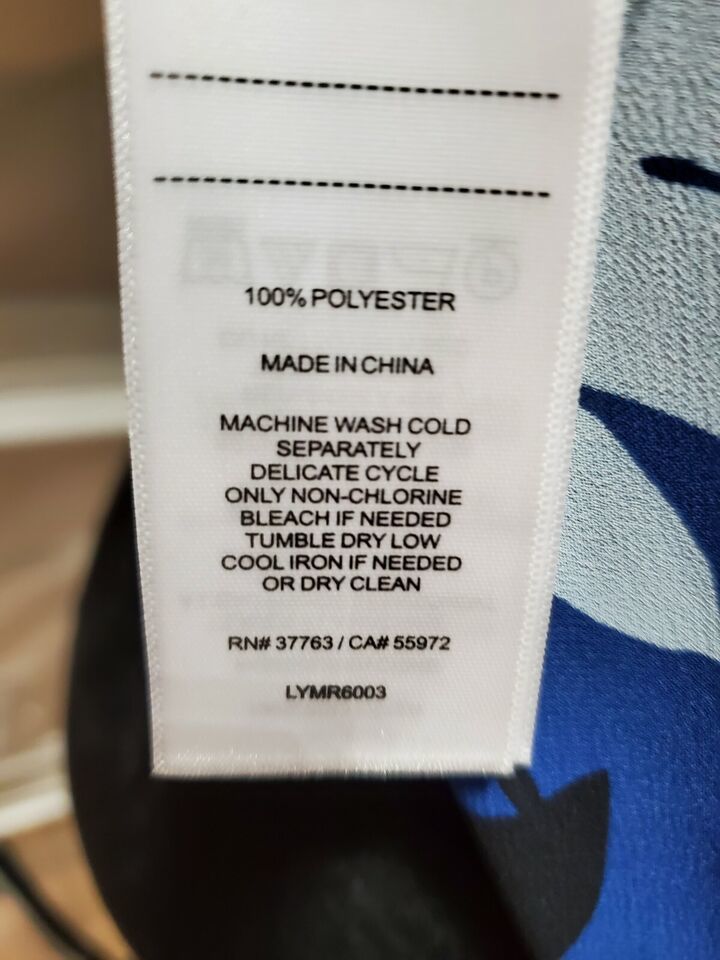 100% POLYESTER
MADE IN CHINA
MACHINE WASH COLD
SEPARATELY
DELICATE CYCLE
ONLY NON-CHLORINE
BLEACH IF NEEDED
TUMBLE DRY LOW
COOL IRON IF NEEDED
OR DRY CLEAN
RN# 37763 / CA# 55972
LYMR6003